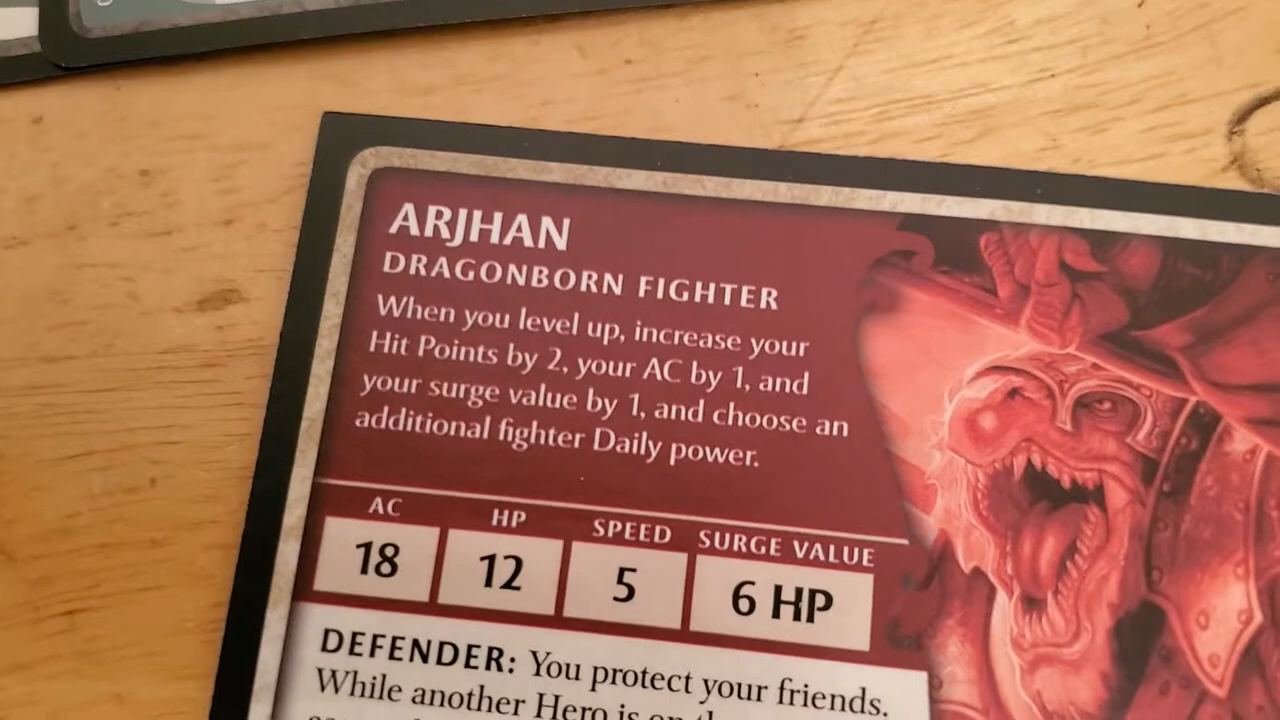 ARJHAN
DRAGONBORN FIGHTER
When you level up, increase your
Hit Points by 2, your AC by 1, and
your surge value by 1, and choose an
additional fighter Daily power.
AC HP SPEED SURGE VALUE
18 12 5 6 HP
DEFENDER: You protect your friends.
While another Hero is on